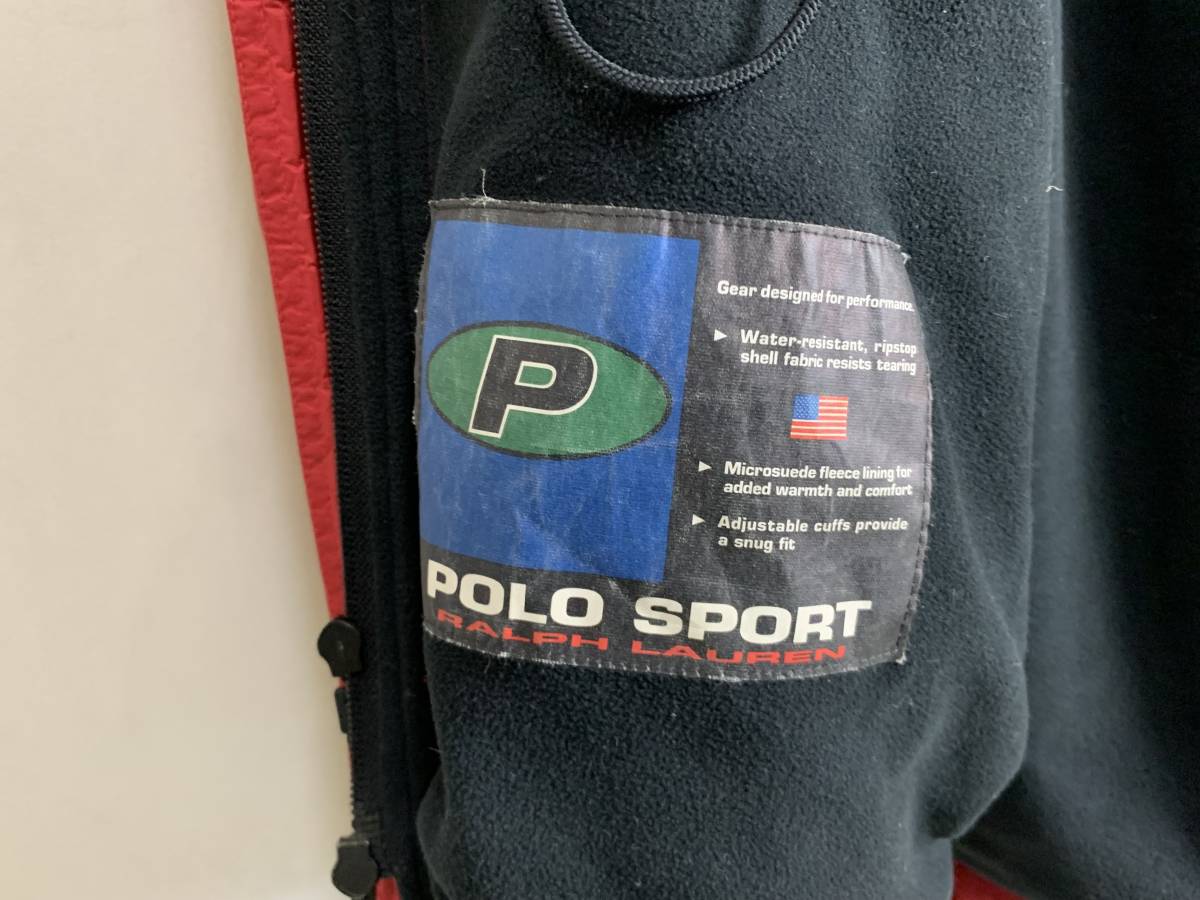 P
Gear designed for performance.
Water-resistant, ripstop
shell fabric resists tearing
Microsuede fleece lining for
added warmth and comfort
Adjustable cuffs provide
a snug fit
POLO SPORT
RALPH LAUREN